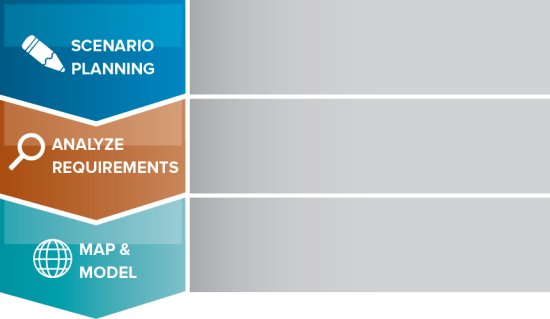 SCENARIO
PLANNING
ANALYZE
REQUIREMENTS
MAP &
MODEL